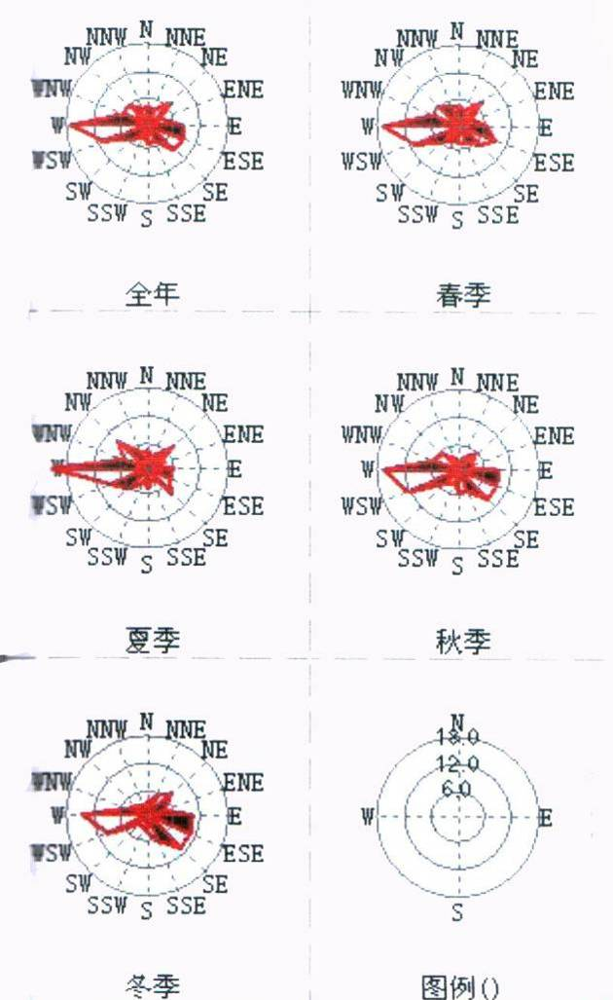 N N
NNW NNE NNW NNE
NW NE NW NE
WNW ENE WNW ENE
W E W E
WSW ESE WSW ESE
SW SE SW SE
SSW S SSE SSW S SSE
全年 春季
N N
NNW NNE NNW NNE
NW NE NW NE
WNW ENE WNW ENE
W E W E
WSW ESE WSW ESE
SW SE SW SE
SSW S SSE SSW S SSE
夏季 秋季
N N
NNW NNE 18.0
NW NE 12.0
WNW ENE 6.0
W E W E
WSW ESE
SW SE
SSW S SSE S
冬季 图例()